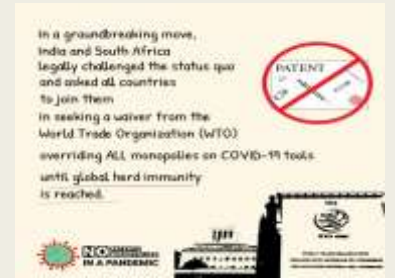 In a groundbreaking move,
India and South Africa
legally challenged the status quo
and asked all countries
to join them
in seeking a waiver from the
World Trade Organization (WTO)
overriding ALL monopolies on COVID-19 tools
until global herd immunity
is reached.
PATENT
NO
IN A PANDEMIC